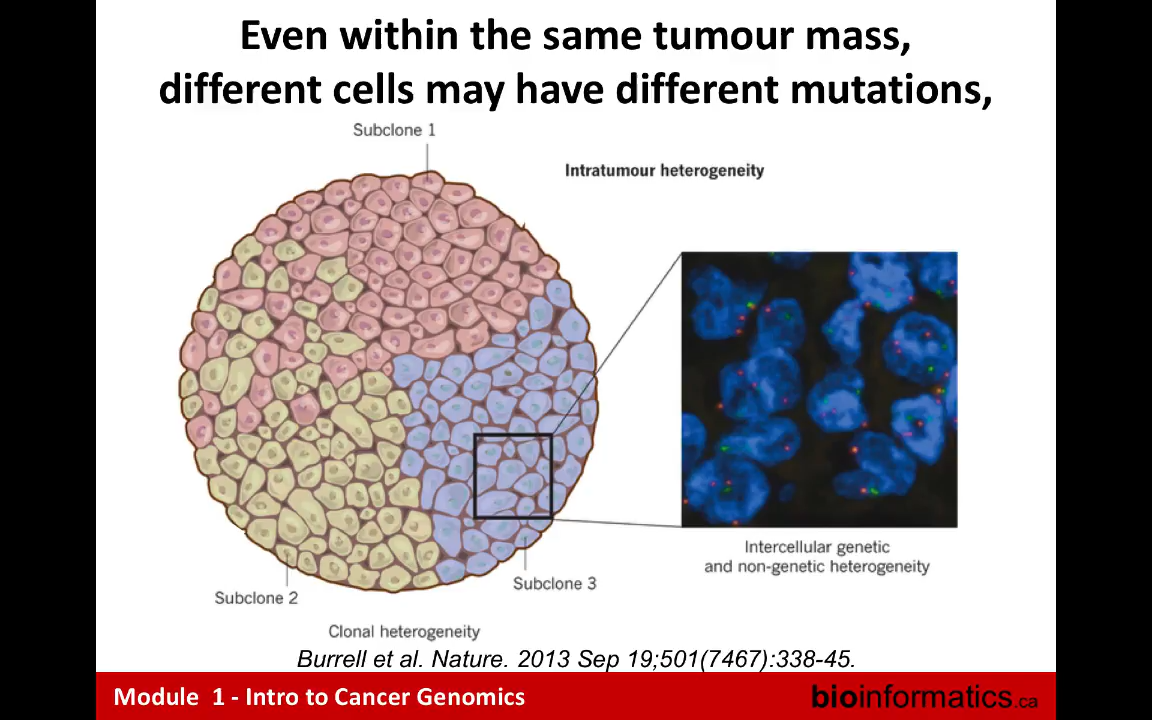 Even within the same tumour mass,
different cells may have different mutations,
Subclone 1
Intratumour heterogeneity
Intercellular genetic
and non-genetic heterogeneity
Subclone 3
Subclone 2
Clonal heterogeneity
Burrell et al. Nature. 2013 Sep 19;501(7467):338-45.
Module 1 - Intro to Cancer Genomics
bioinformatics.ca